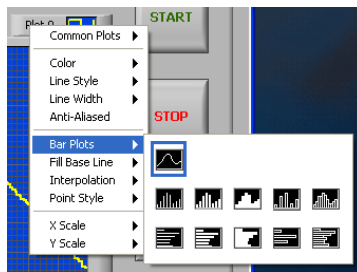 Plot 0
START
Common Plots
Color
Line Style
Line Width
Anti-Aliased
STOP
Bar Plots
Fill Base Line
Interpolation
Point Style
X Scale
Y Scale